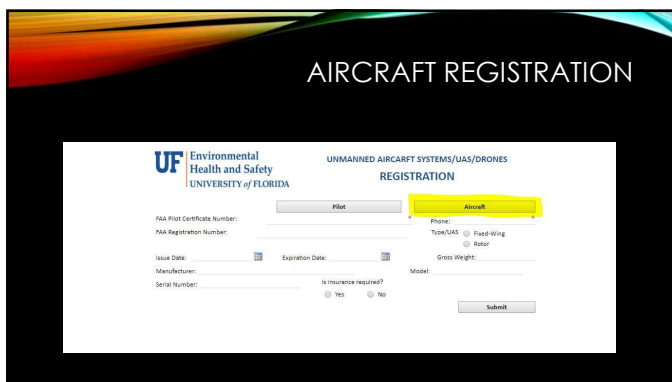 AIRCRAFT REGISTRATION
UF Environmental
Health and Safety
UNIVERSITY of FLORIDA
UNMANNED AIRCARFT SYSTEMS/UAS/DRONES
REGISTRATION
Pilot Aircraft
FAA Pilot Certificate Number: * Phone: *
FAA Registration Number: Type/UAS Fixed-Wing
Rotor
Issue Date: Expiration Date: Gross Weight:
Manufacturer: Model:
Serial Number: Is Insurance required?
Yes No
Submit